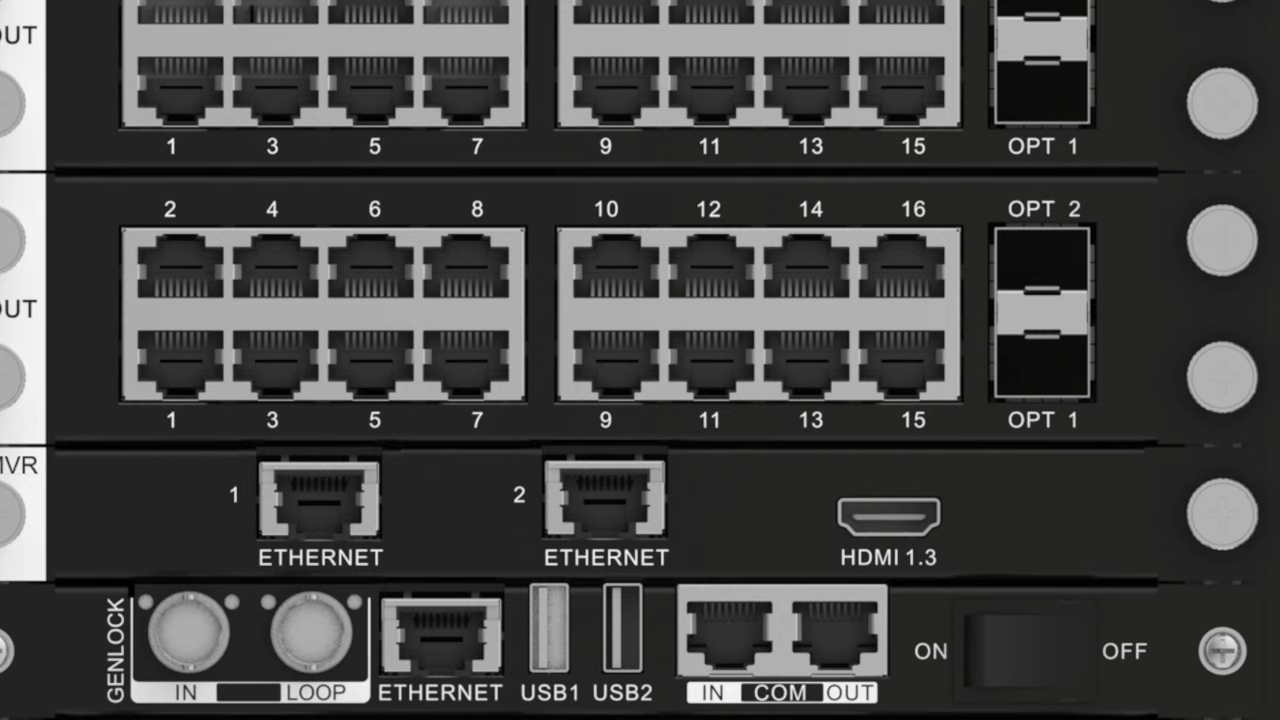 OUT
1 3 5 7 9 11 13 15 OPT 1
2 4 6 8 10 12 14 16 OPT 2
OUT
1 3 5 7 9 11 13 15 OPT 1
MVR
1 2
ETHERNET ETHERNET HDMI 1.3
GENLOCK
ON OFF
IN LOOP ETHERNET USB1 USB2 IN COM OUT